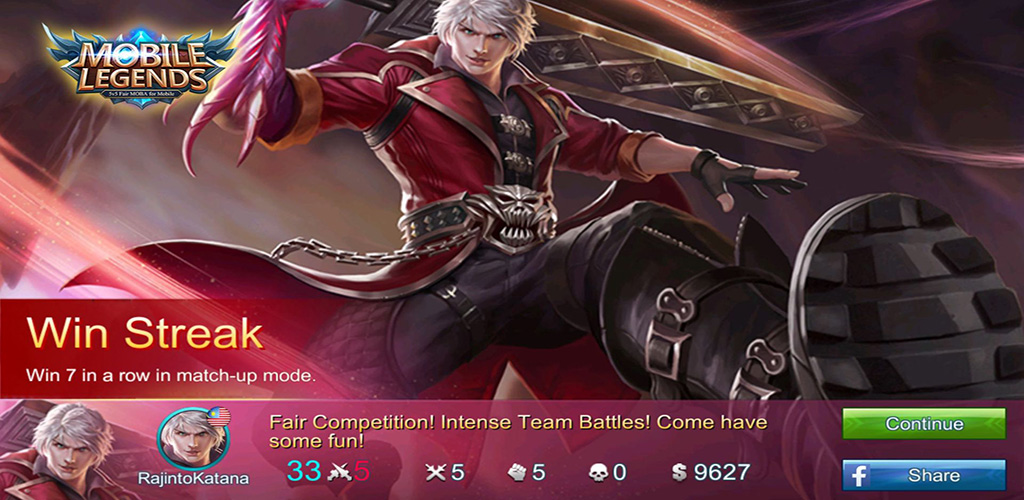 MOBILE
LEGENDS
5v5 Fair MOBA for Mobile
Win Streak
Win 7 in a row in match-up mode.
Fair Competition! Intense Team Battles! Come have
some fun!
Continue
RajintoKatana
33 5 5 5 0 $ 9627
f Share